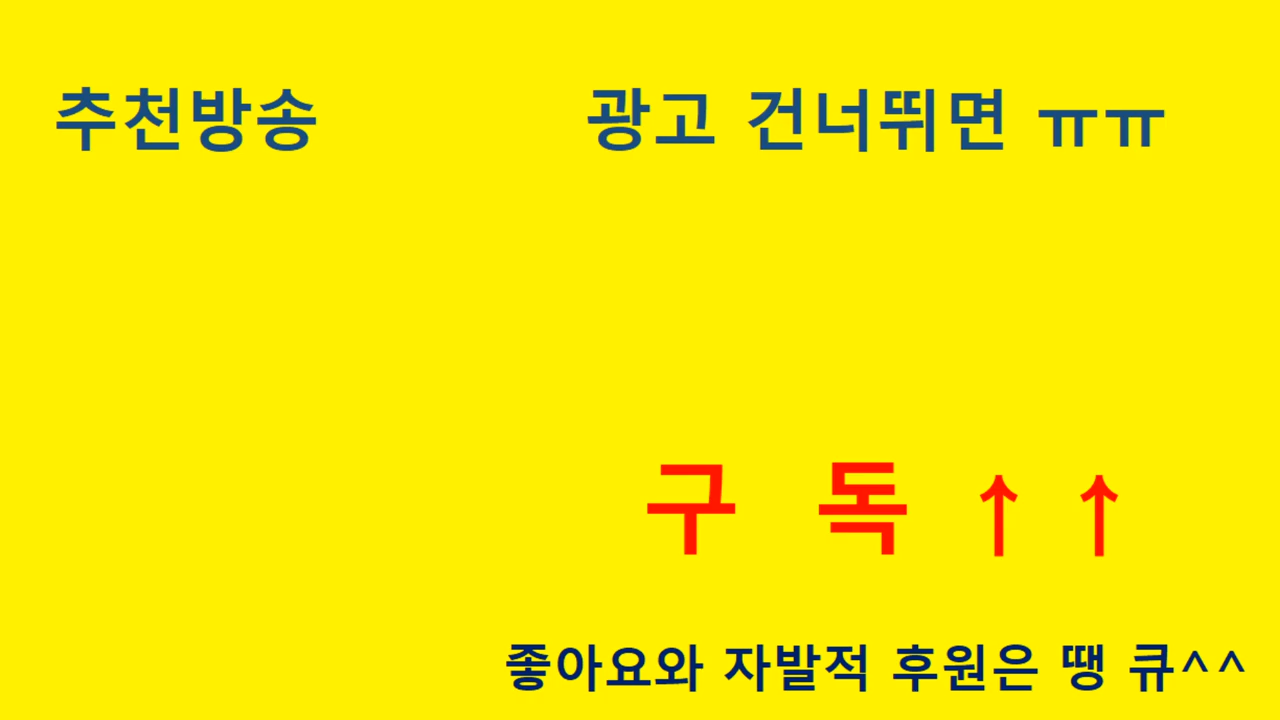 추천방송
광고 건너뛰면 ㅠㅠ
구 독 ↑ ↑
좋아요와 자발적 후원은 땡 큐^^